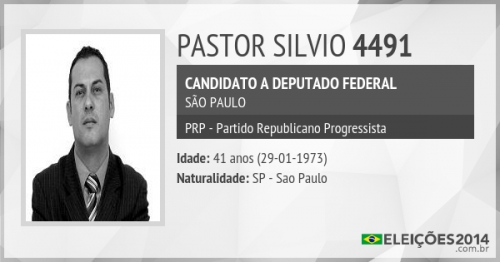 PASTOR SILVIO 4491
CANDIDATO A DEPUTADO FEDERAL
SÃO PAULO
PRP - Partido Republicano Progressista
Idade: 41 anos (29-01-1973)
Naturalidade: SP - Sao Paulo
ELEIÇÕES2014
.com.br